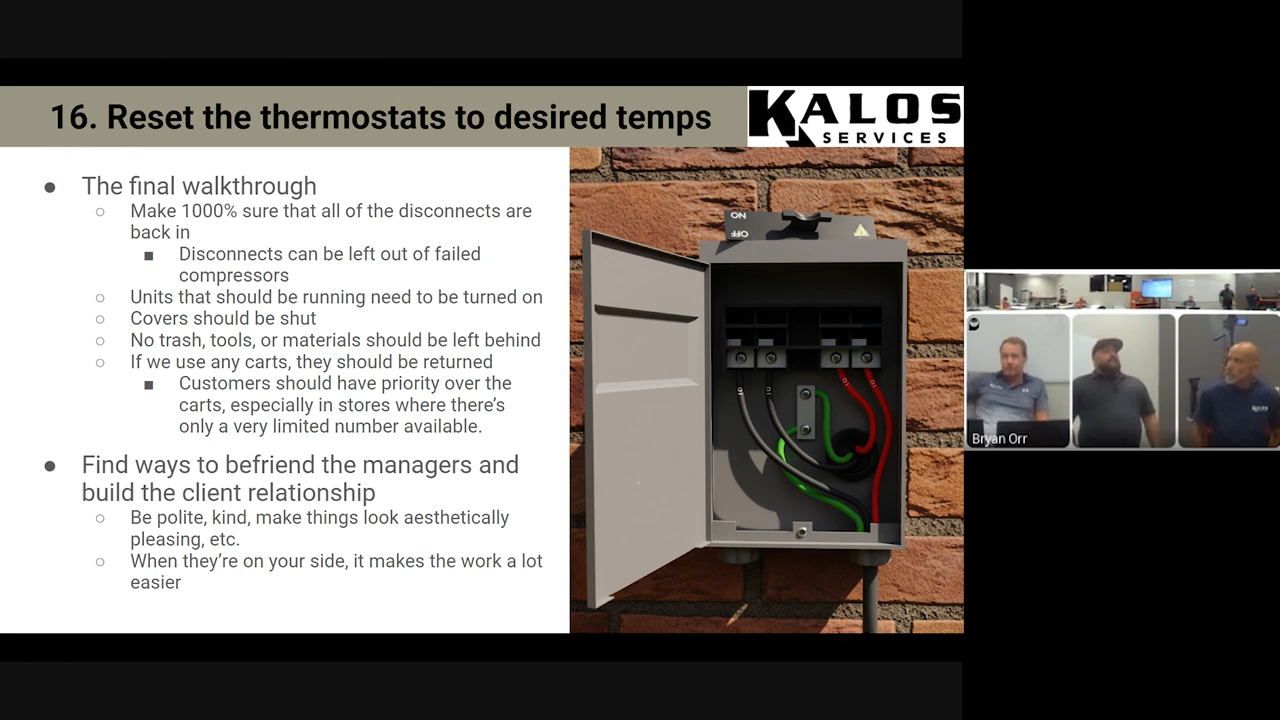 16. Reset the thermostats to desired temps
KALOS
SERVICES
● The final walkthrough
○ Make 1000% sure that all of the disconnects are
back in
■ Disconnects can be left out of failed
compressors
○ Units that should be running need to be turned on
○ Covers should be shut
○ No trash, tools, or materials should be left behind
○ If we use any carts, they should be returned
■ Customers should have priority over the
carts, especially in stores where there’s
only a very limited number available.
● Find ways to befriend the managers and
build the client relationship
○ Be polite, kind, make things look aesthetically
pleasing, etc.
○ When they’re on your side, it makes the work a lot
easier
ON
OFF
Bryan Orr
KALOS